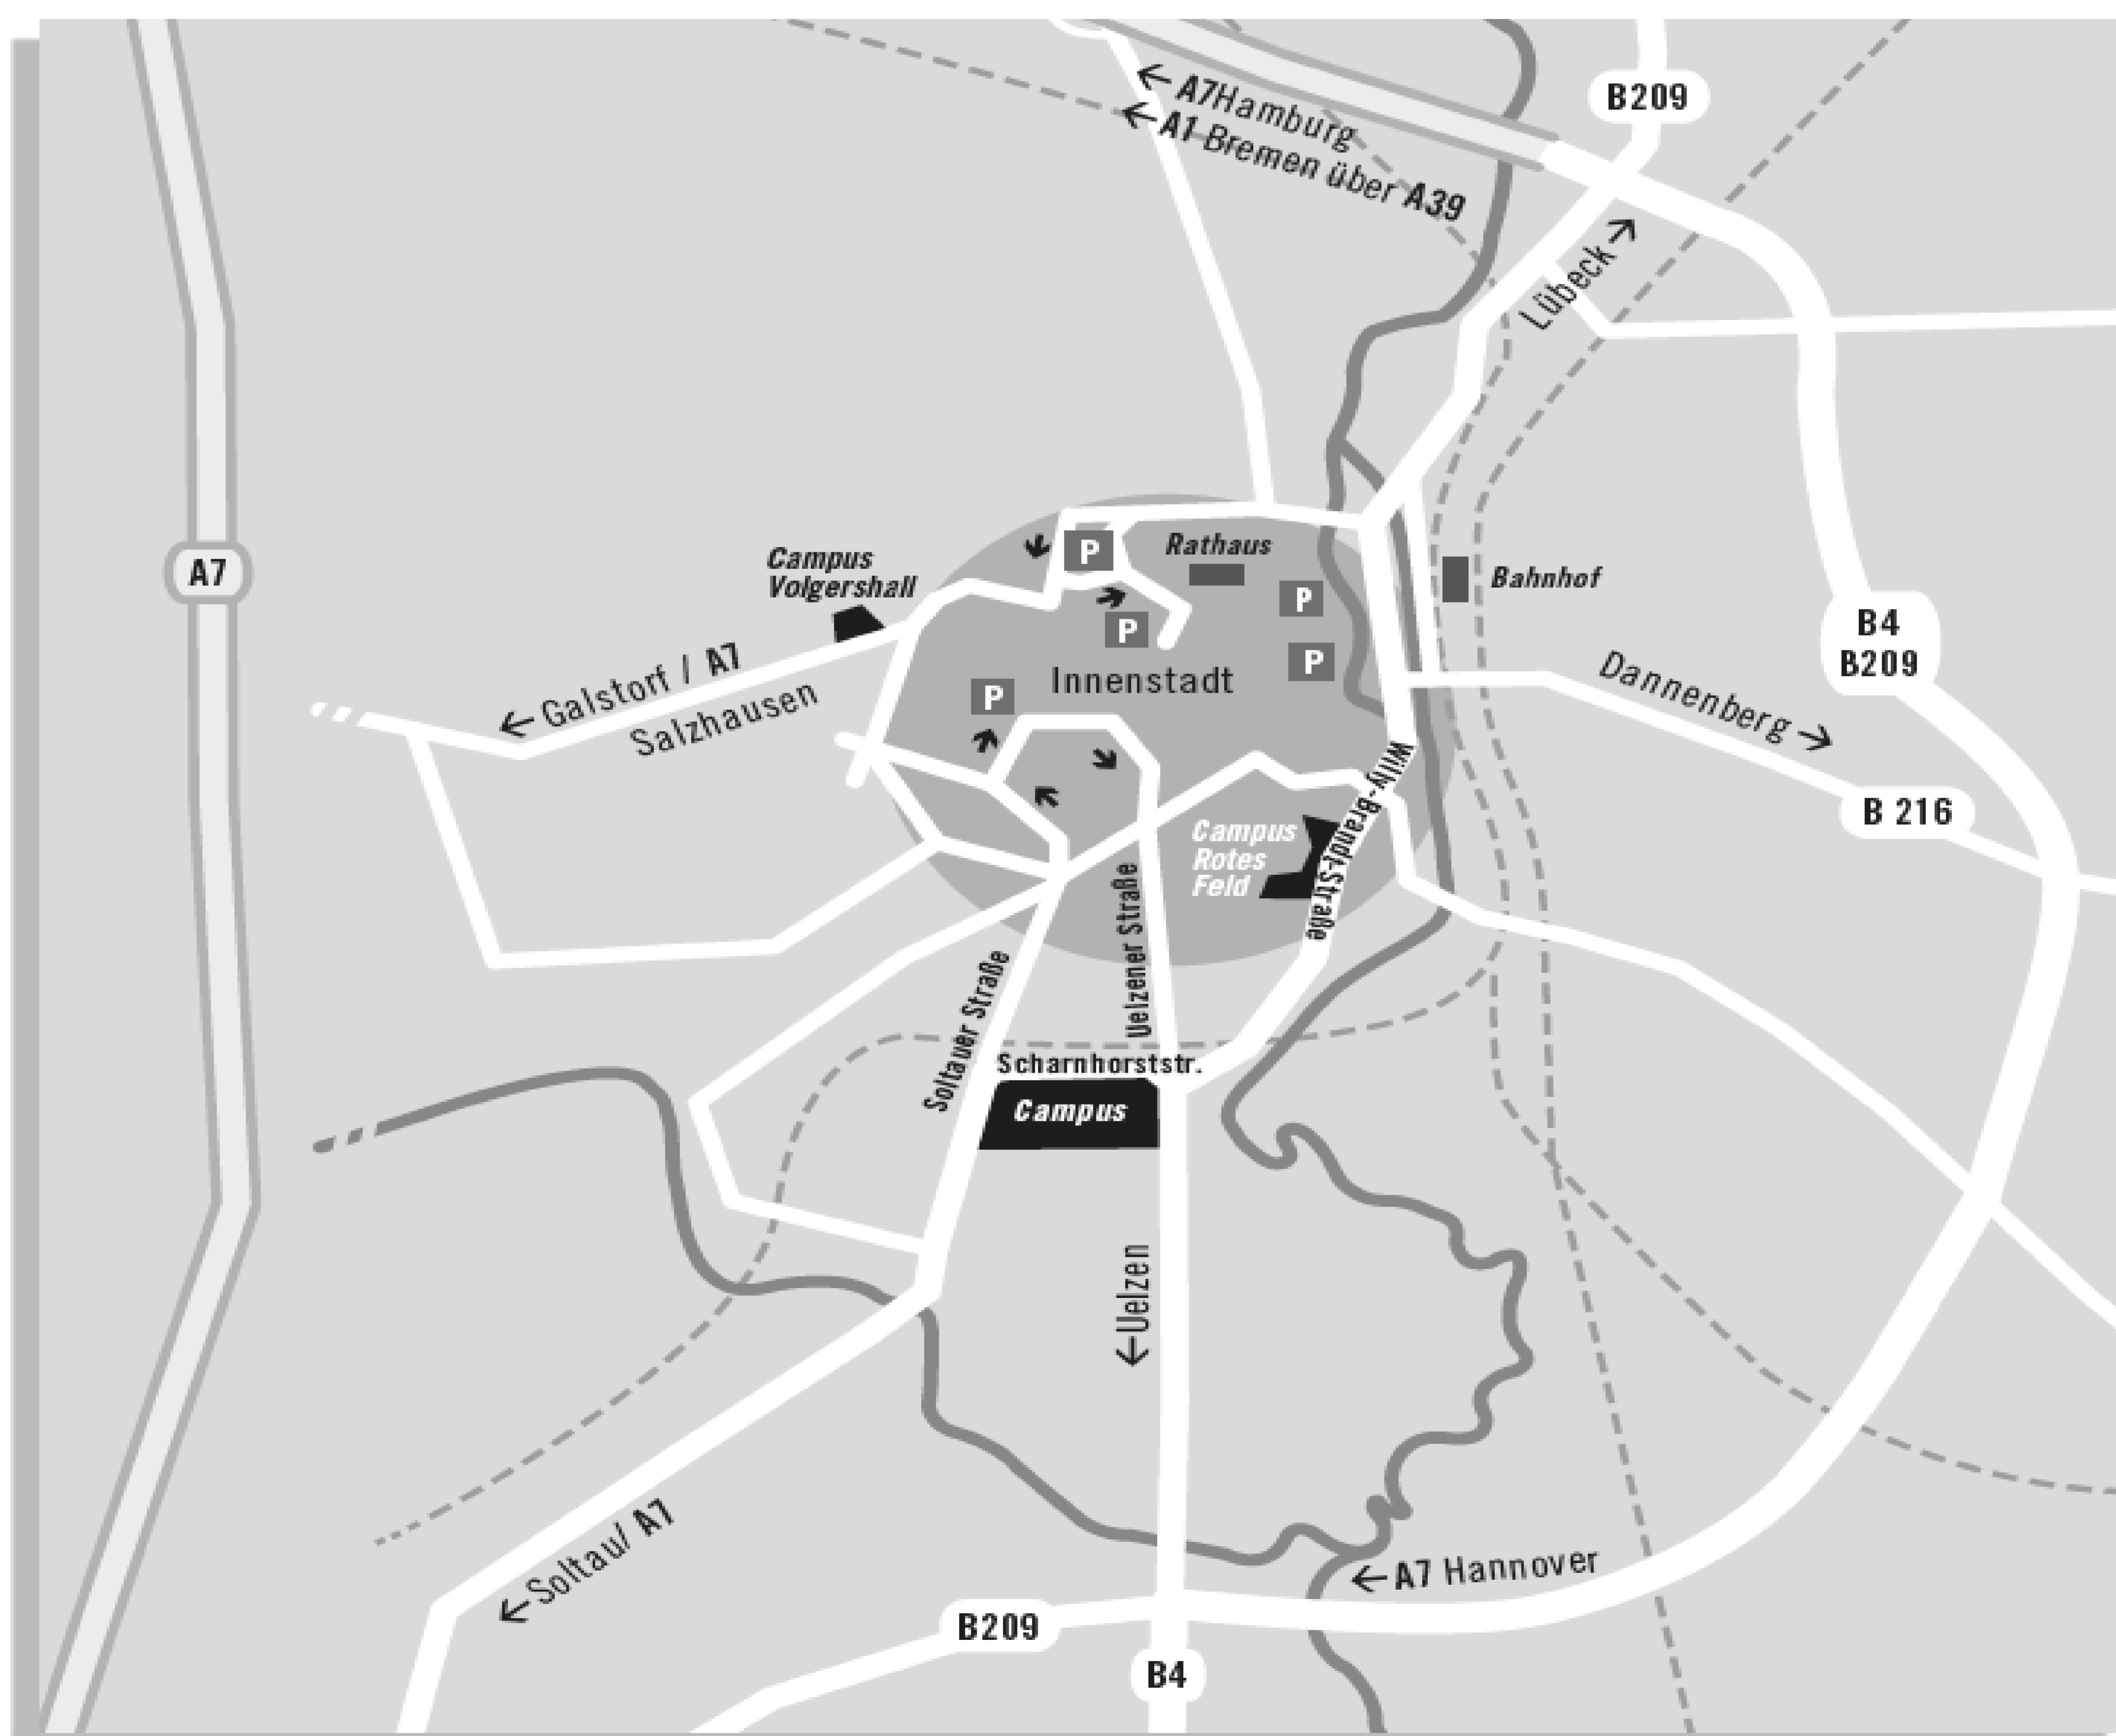 B209
← A7Hamburg
← A1 Bremen über A39
Lübeck →
A7
Campus
Volgershall
P
Rathaus
P
Bahnhof
P
P
B4
B209
← Galstorf / A7
Salzhausen
P
Innenstadt
Dannenberg →
B 216
Willy-Brandt-Straße
Campus
Rotes
Feld
Uelzener Straße
Soltauer Straße
Scharnhorststr.
Campus
←Uelzen
←Soltau/ A7
←A7 Hannover
B209
B4